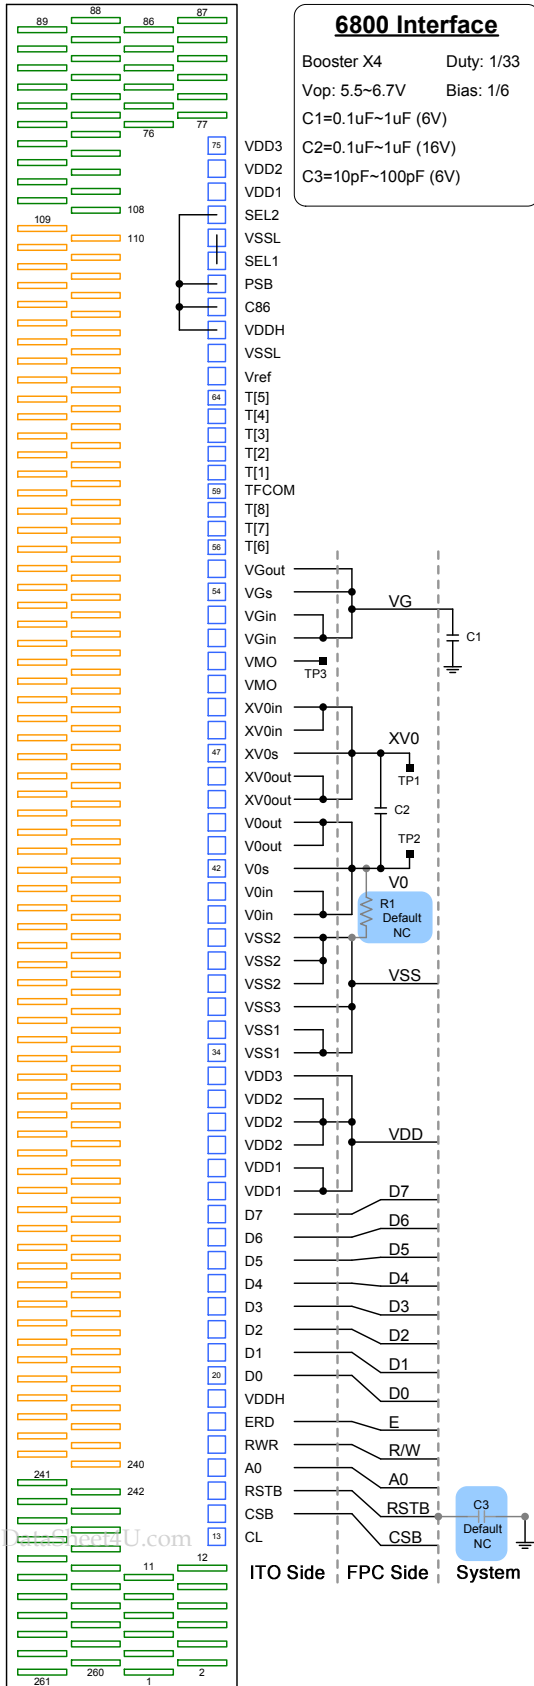 88
89
86
87
6800 Interface
Booster X4 Duty: 1/33
Vop: 5.5~6.7V Bias: 1/6
C1=0.1uF~1uF (6V)
C2=0.1uF~1uF (16V)
C3=10pF~100pF (6V)
76
77
75 VDD3
VDD2
VDD1
108 SEL2
109
110 VSSL
SEL1
PSB
C86
VDDH
VSSL
Vref
64 T[5]
T[4]
T[3]
T[2]
T[1]
59 TFCOM
T[8]
T[7]
56 T[6]
VGout
54 VGs VG
VGin
VGin C1
VMO TP3
VMO
XV0in
XV0in XV0
47 XV0s
XV0out TP1
XV0out
V0out C2
V0out TP2
42 V0s
V0
V0in R1
V0in Default
VSS2 NC
VSS2
VSS2 VSS
VSS3
VSS1
34 VSS1
VDD3
VDD2
VDD2
VDD2 VDD
VDD1
VDD1
D7 D7
D6 D6
D5 D5
D4 D4
D3 D3
D2 D2
D1 D1
20 D0 D0
VDDH
ERD E
RWR R/W
240
241
A0 A0
242
RSTB RSTB C3
CSB CSB Default
NC
13 CL
DataSheet4U.com
11
12
ITO Side FPC Side System
261
260
1
2